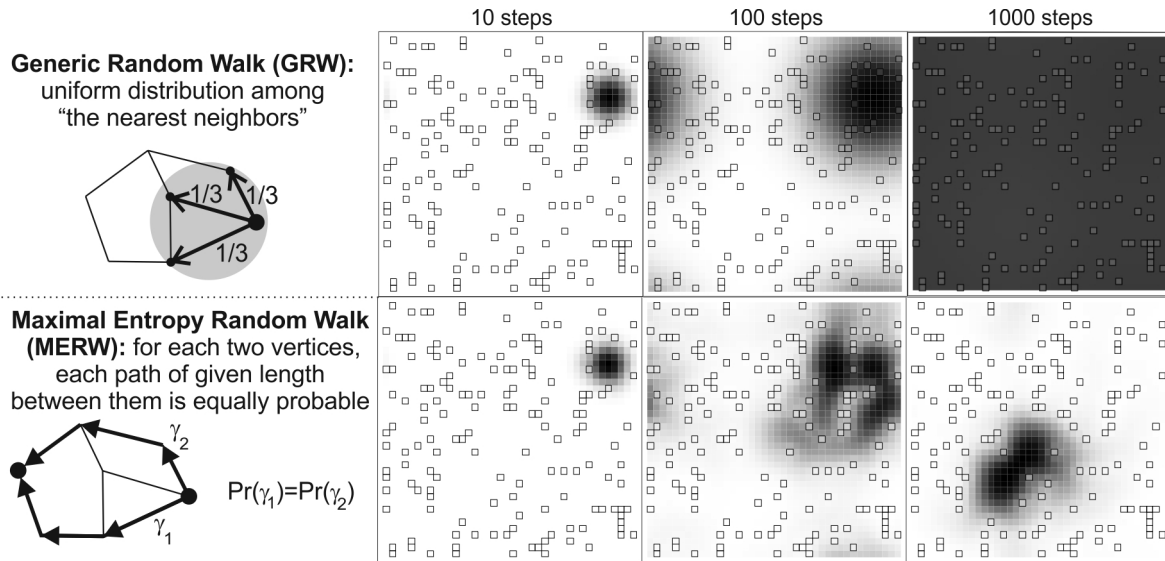 10 steps
100 steps
1000 steps
Generic Random Walk (GRW):
uniform distribution among
“the nearest neighbors”
1/3
1/3
1/3
Maximal Entropy Random Walk
(MERW): for each two vertices,
each path of given length
between them is equally probable
γ₂
Pr(γ₁)=Pr(γ₂)
γ₁